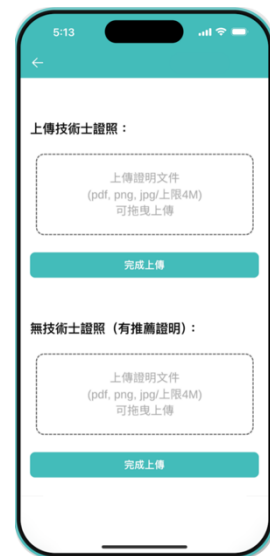 5:13
上傳技術士證照：
上傳證明文件
(pdf, png, jpg/上限4M)
可拖曳上傳
完成上傳
無技術士證照（有推薦證明）：
上傳證明文件
(pdf, png, jpg/上限4M)
可拖曳上傳
完成上傳